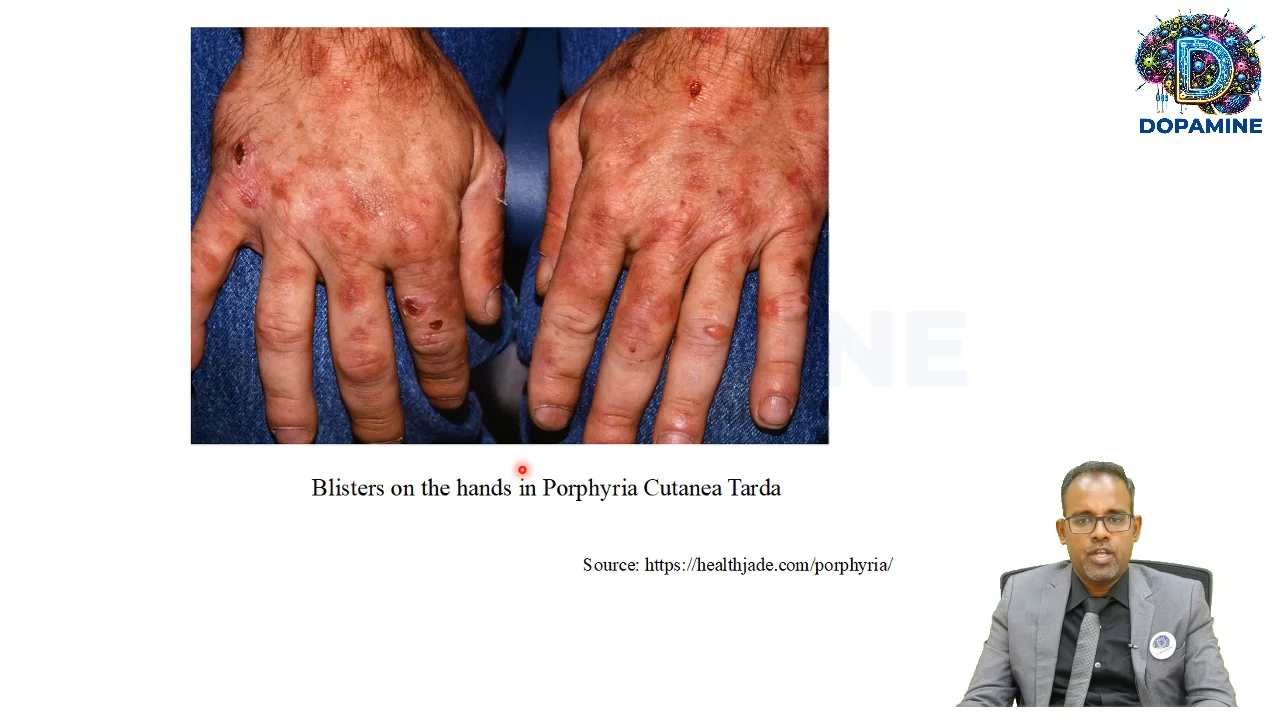 DOPAMINE
Blisters on the hands in Porphyria Cutanea Tarda
Source: https://healthjade.com/porphyria/